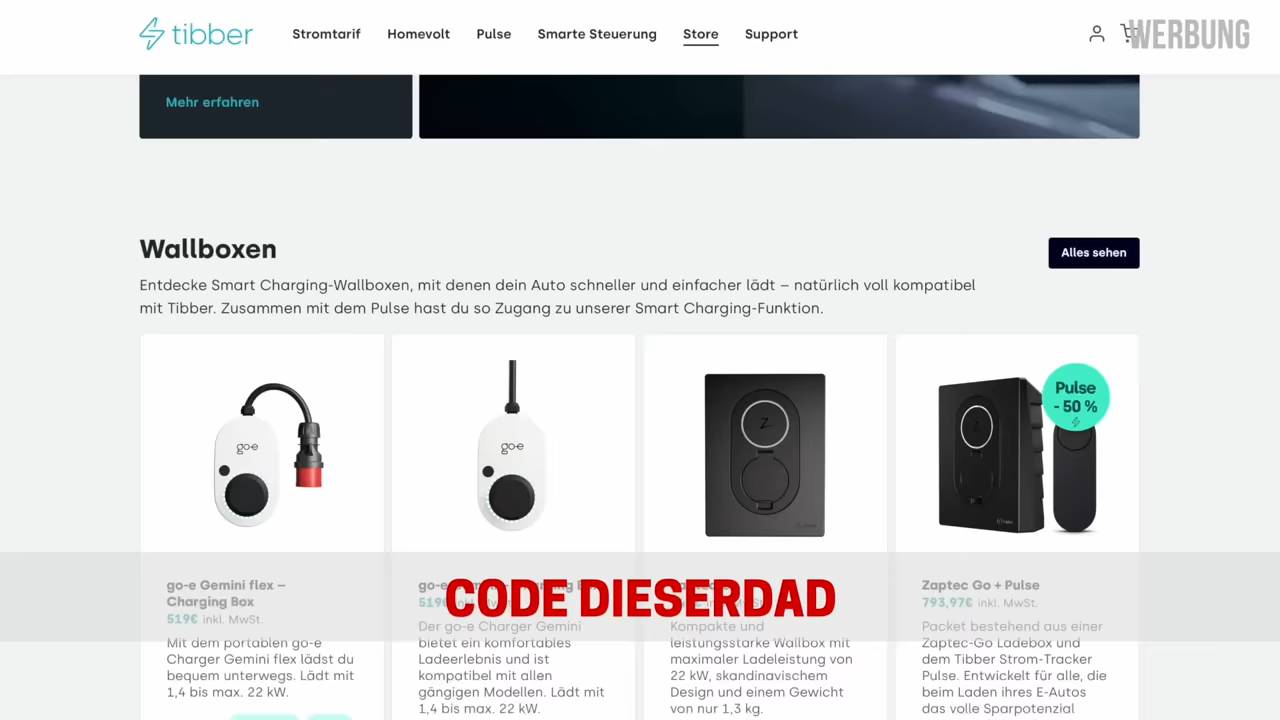 tibber
Stromtarif Homevolt Pulse Smarte Steuerung Store Support
WERBUNG
Mehr erfahren
Wallboxen
Alles sehen
Entdecke Smart Charging-Wallboxen, mit denen dein Auto schneller und einfacher lädt – natürlich voll kompatibel
mit Tibber. Zusammen mit dem Pulse hast du so Zugang zu unserer Smart Charging-Funktion.
go-e
go-e
Z
Pulse
- 50 %
go-e Gemini flex –
Charging Box
519€ inkl. MwSt.
Mit dem portablen go-e
Charger Gemini flex lädst du
bequem unterwegs. Lädt mit
1,4 bis max. 22 kW.
519€
Der go-e Charger Gemini
bietet ein komfortables
Ladeerlebnis und ist
kompatibel mit allen
gängigen Modellen. Lädt mit
1,4 bis max. 22 kW.
CODE DIESERDAD
Kompakte und
leistungsstarke Wallbox mit
maximaler Ladeleistung von
22 kW, skandinavischem
Design und einem Gewicht
von nur 1,3 kg.
Zaptec Go + Pulse
793,97€ inkl. MwSt.
Packet bestehend aus einer
Zaptec-Go Ladebox und
dem Tibber Strom-Tracker
Pulse. Entwickelt für alle, die
beim Laden ihres E-Autos
das volle Sparpotenzial